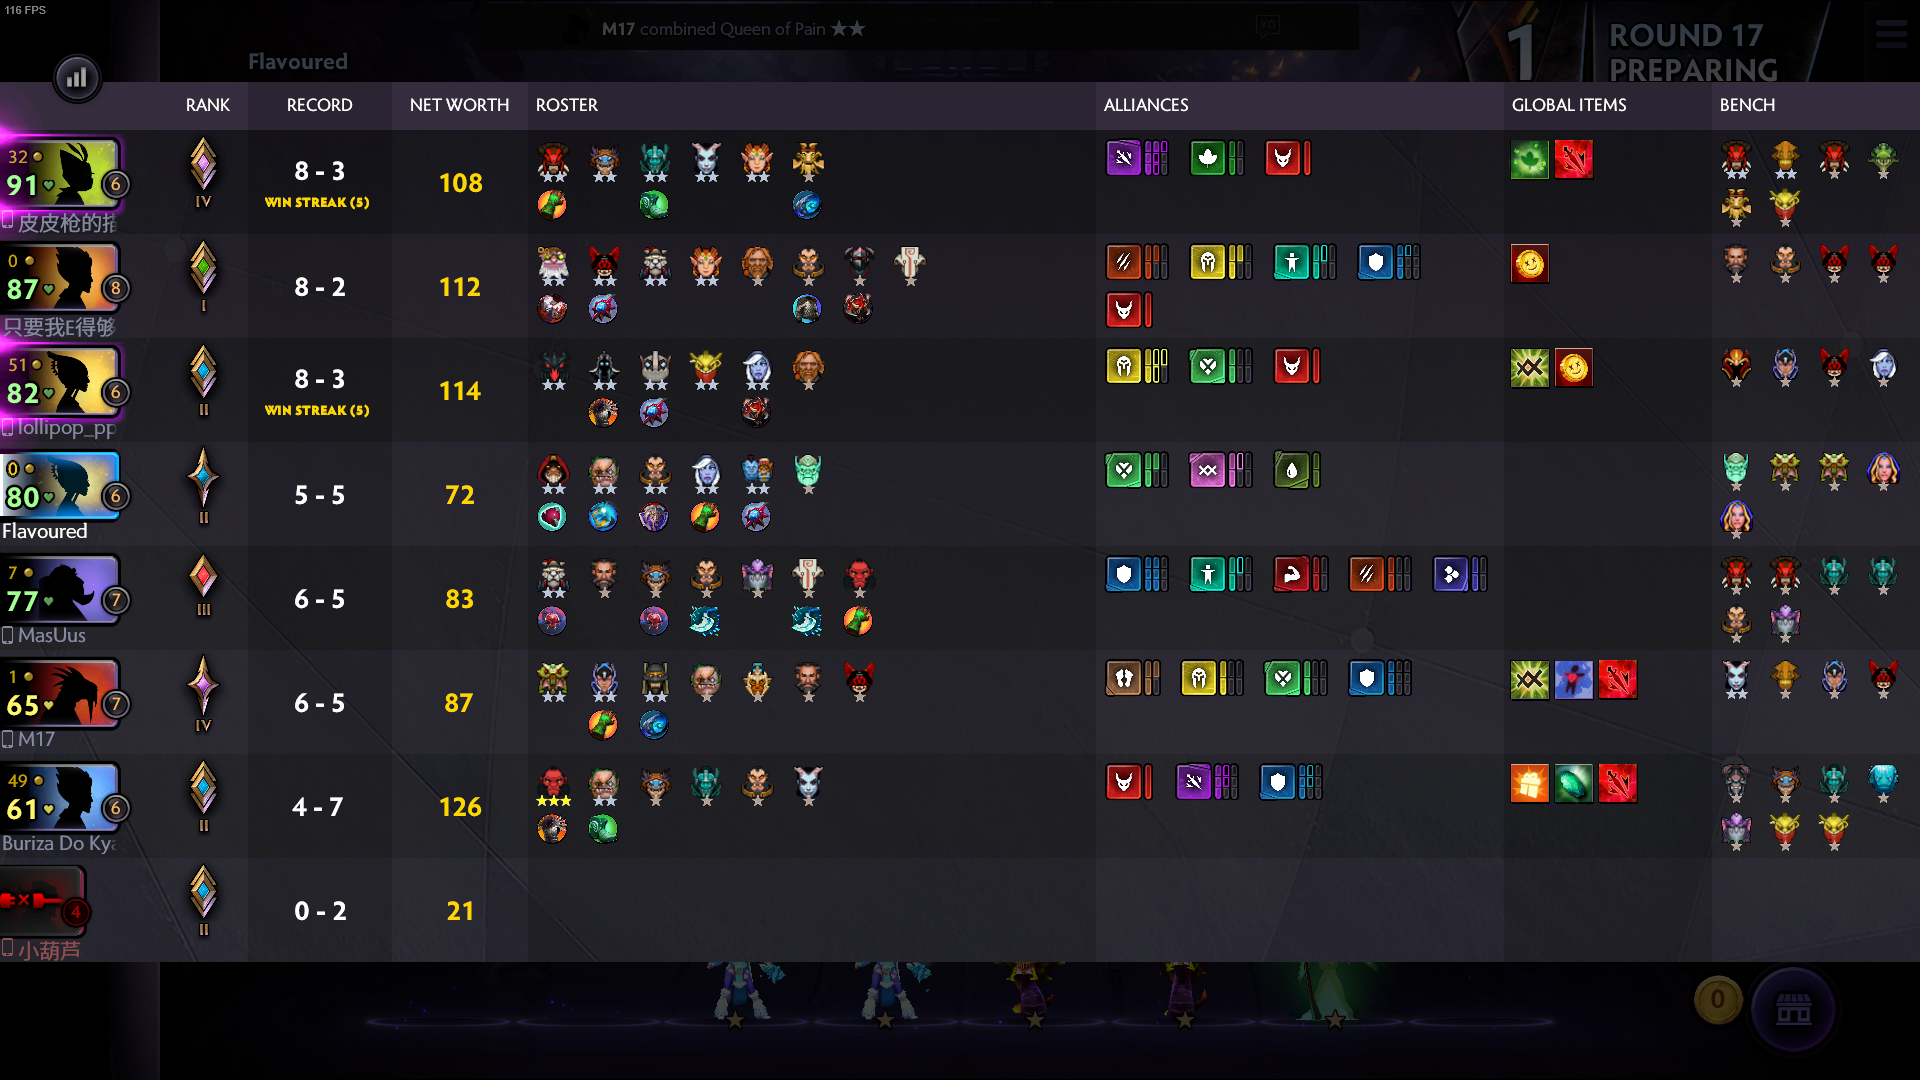 116 FPS
M17 combined Queen of Pain ★★
Flavoured
1
ROUND 17
PREPARING
RANK RECORD NET WORTH ROSTER ALLIANCES GLOBAL ITEMS BENCH
32
91 6
皮皮枪的
IV
8 - 3
WIN STREAK (5)
108
0
87 8
只要我E得够
I
8 - 2
112
51
82 6
lollipop_pp
II
8 - 3
WIN STREAK (5)
114
0
80 6
Flavoured
II
5 - 5
72
7
77 7
MasUus
III
6 - 5
83
1
65 7
M17
IV
6 - 5
87
49
61 6
Buriza Do Kya
II
4 - 7
126
4
小葫芦
II
0 - 2
21
0